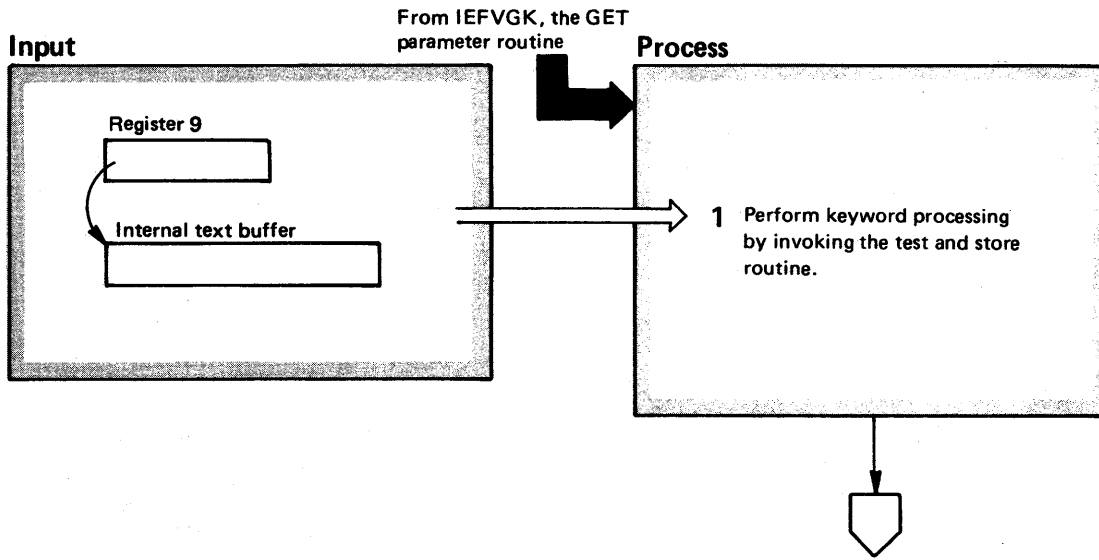 From IEFVGK, the GET
parameter routine
Input
Process
Register 9
Internal text buffer
1 Perform keyword processing
by invoking the test and store
routine.